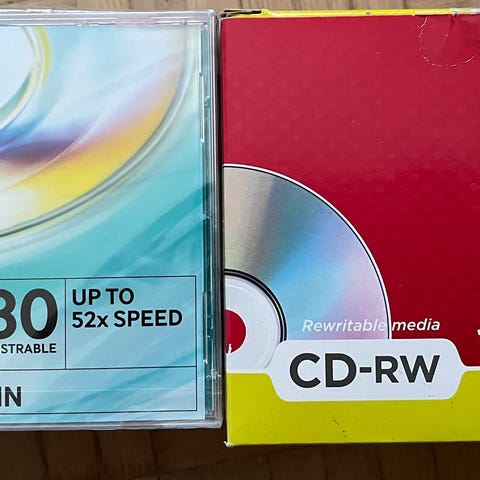 80
UP TO
52x SPEED
STRABLE
IN
Rewritable media
CD-RW